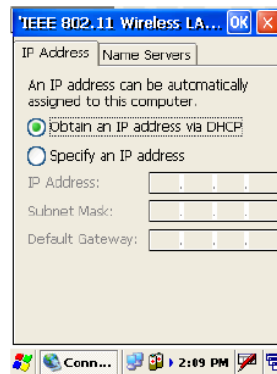 'IEEE 802.11 Wireless LA... OK
IP Address Name Servers
An IP address can be automatically
assigned to this computer.
Obtain an IP address via DHCP
Specify an IP address
IP Address:
Subnet Mask:
Default Gateway:
Conn... 2:09 PM